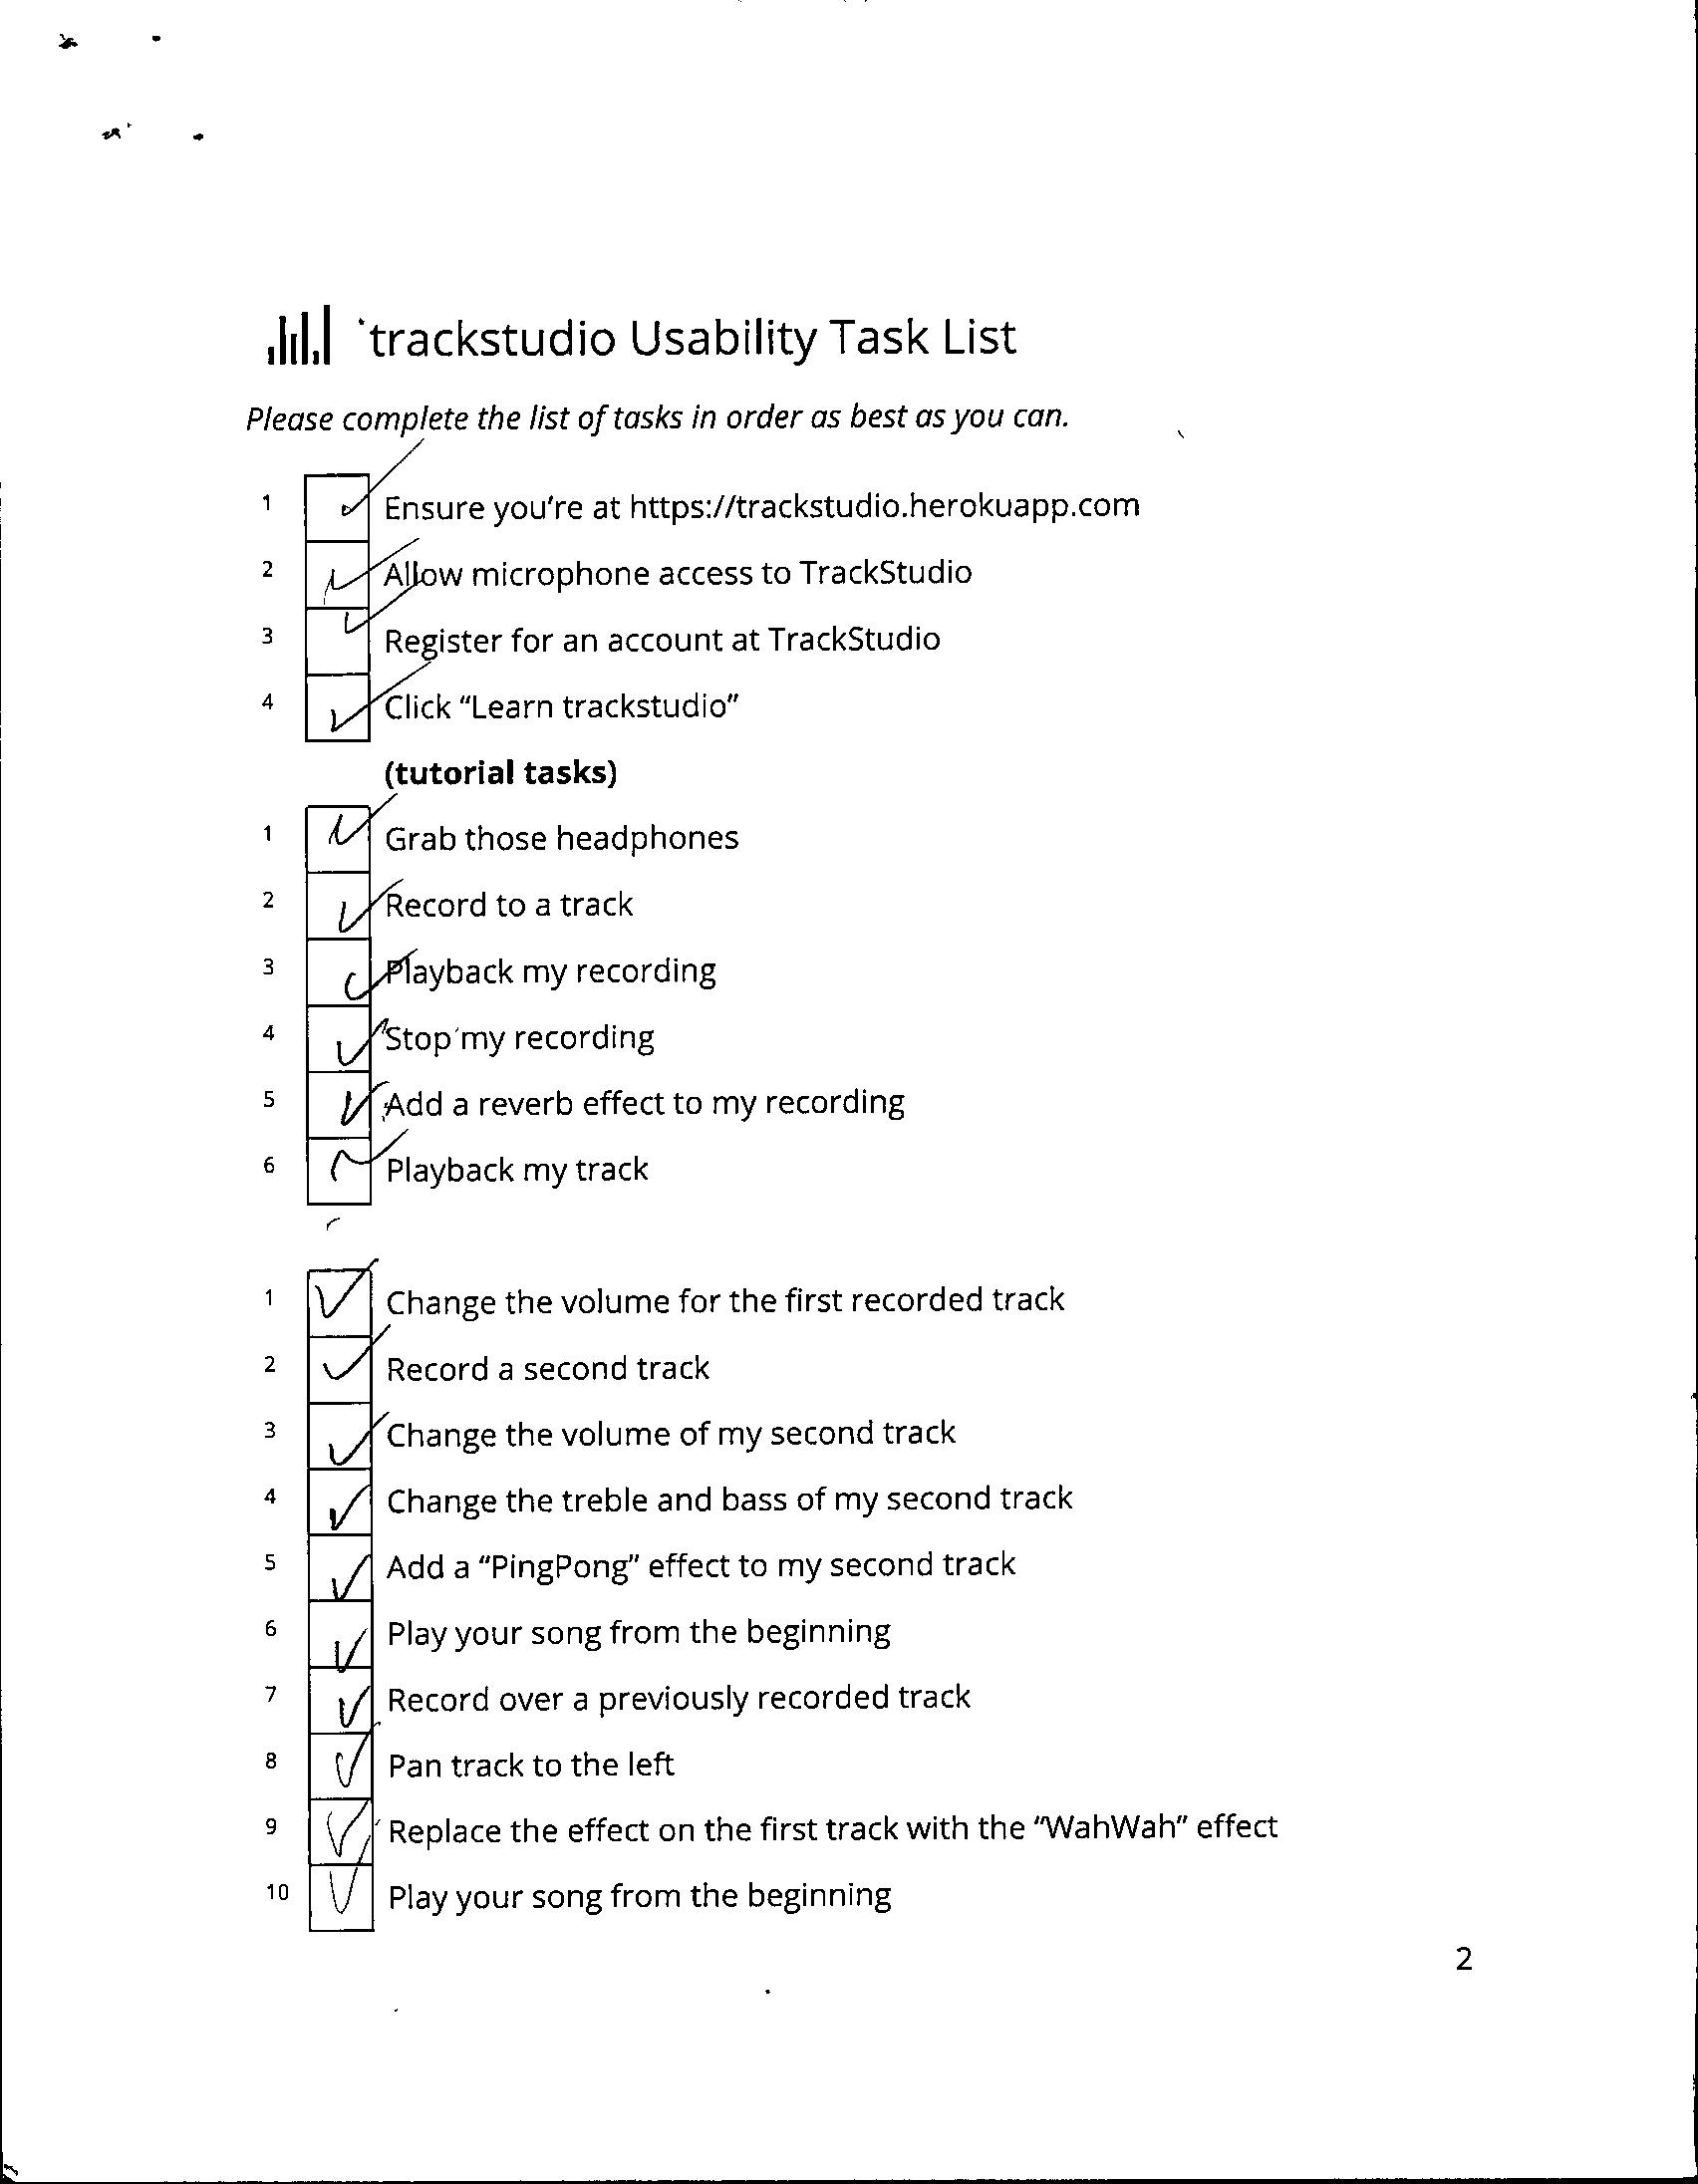 trackstudio Usability Task List
Please complete the list of tasks in order as best as you can.
1 Ensure you’re at https://trackstudio.herokuapp.com
2 Allow microphone access to TrackStudio
3 Register for an account at TrackStudio
4 Click “Learn trackstudio”
(tutorial tasks)
1 Grab those headphones
2 Record to a track
3 Playback my recording
4 Stop my recording
5 Add a reverb effect to my recording
6 Playback my track
1 Change the volume for the first recorded track
2 Record a second track
3 Change the volume of my second track
4 Change the treble and bass of my second track
5 Add a “PingPong” effect to my second track
6 Play your song from the beginning
7 Record over a previously recorded track
8 Pan track to the left
9 Replace the effect on the first track with the “WahWah” effect
10 Play your song from the beginning
2